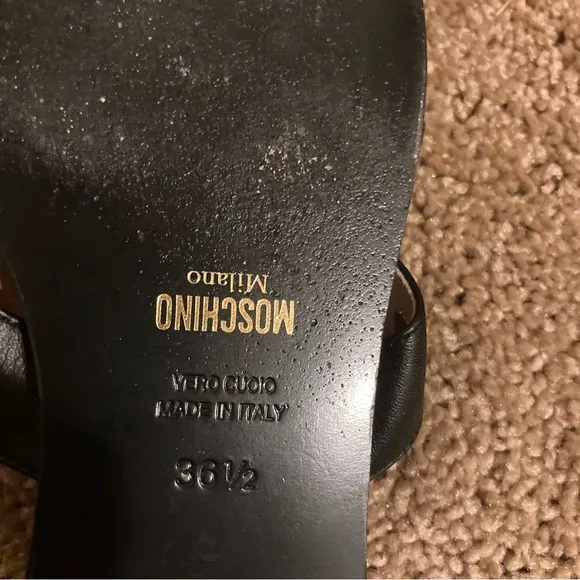 MOSCHINO
Milano
VERO CUOIO
MADE IN ITALY
36½